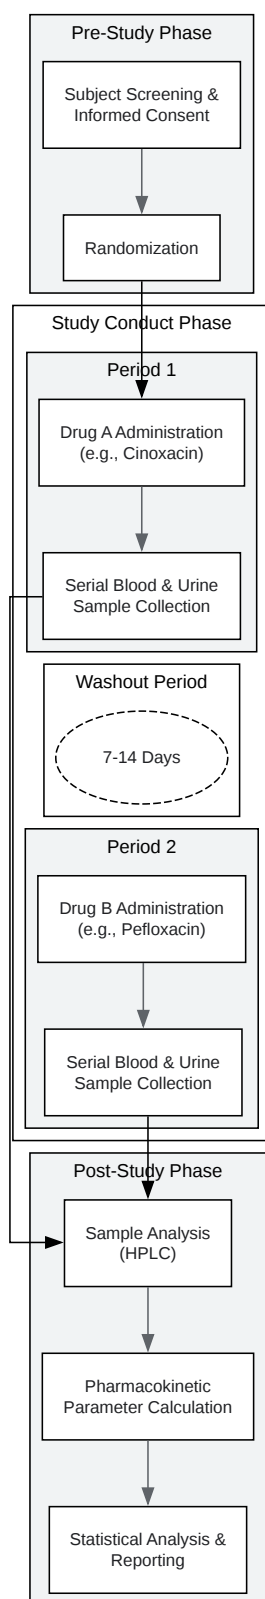 Pre-Study Phase
Subject Screening &
Informed Consent
Randomization
Study Conduct Phase
Period 1
Drug A Administration
(e.g., Cinoxacin)
Serial Blood & Urine
Sample Collection
Washout Period
7-14 Days
Period 2
Drug B Administration
(e.g., Pefloxacin)
Serial Blood & Urine
Sample Collection
Post-Study Phase
Sample Analysis
(HPLC)
Pharmacokinetic
Parameter Calculation
Statistical Analysis &
Reporting